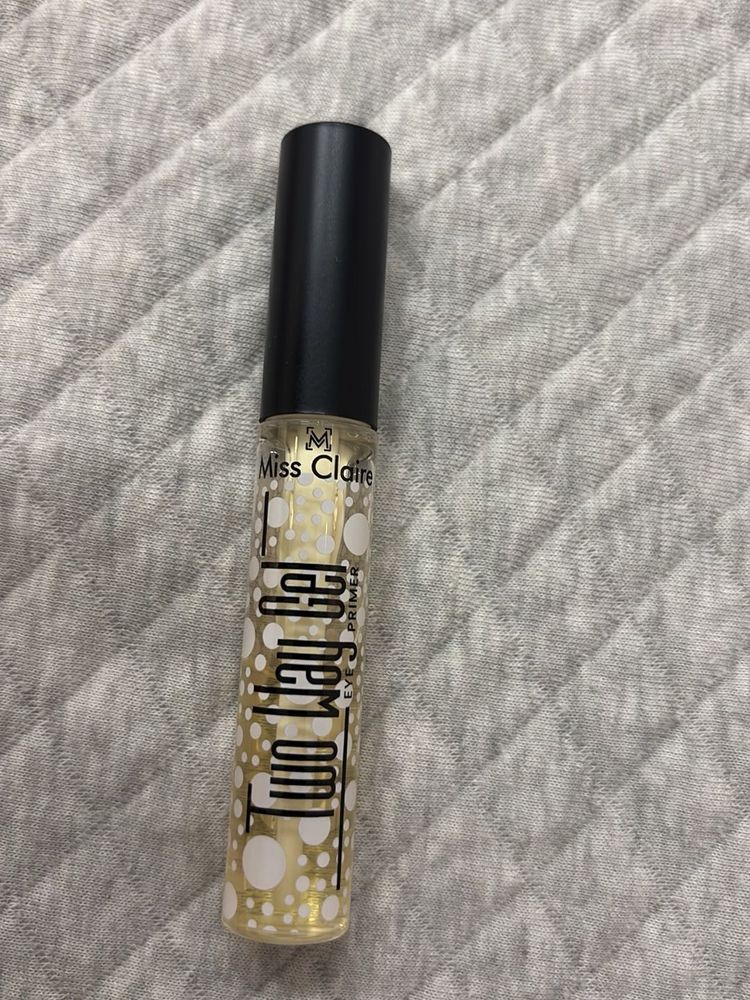 M
Miss Claire
Two Way Gel
EYE PRIMER